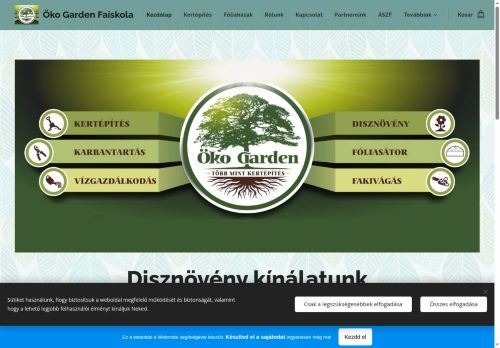 Öko Garden Faiskola
Kezdőlap Kertépítés Fóliaházak Rólunk Kapcsolat Partnereink ÁSZF Továbbiak Kosár
KERTÉPÍTÉS
KARBANTARTÁS
VÍZGAZDÁLKODÁS
Öko Garden
TÖBB MINT KERTÉPÍTÉS
DISZNÖVÉNY
FÓLIASÁTOR
FAKIVÁGÁS
Disznövény kínálatunk
Sütiket használunk, hogy biztosítsuk a weboldal megfelelő működését és biztonságát, valamint
hogy a lehető legjobb felhasználói élményt kínáljuk Neked.
Csak a legszükségesebbek elfogadása
Összes elfogadása
Ez a weboldal a Webnode segítségével készült. Készítsd el a sajátodat ingyenesen még ma!
Kezdd el